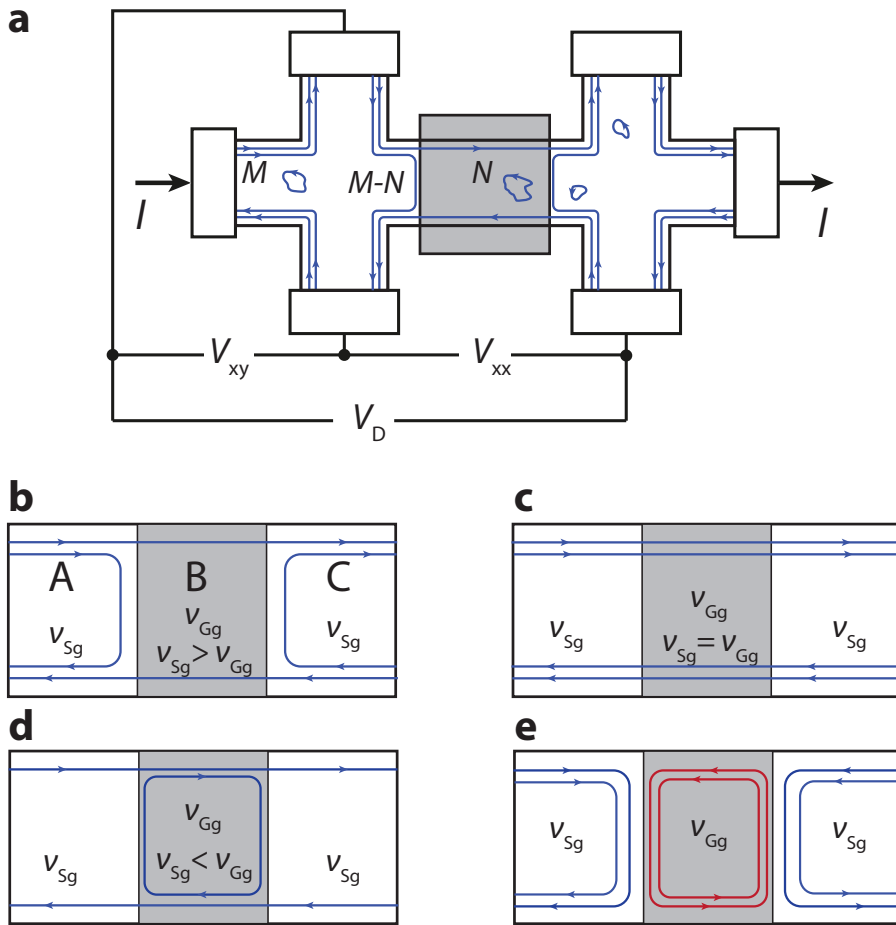 a
M
M-N
N
I
I
V_xy
V_xx
V_D
b
A
B
C
ν_Sg
ν_Gg
ν_Sg > ν_Gg
ν_Sg
c
ν_Sg
ν_Gg
ν_Sg = ν_Gg
ν_Sg
d
ν_Sg
ν_Gg
ν_Sg < ν_Gg
ν_Sg
e
ν_Sg
ν_Gg
ν_Sg